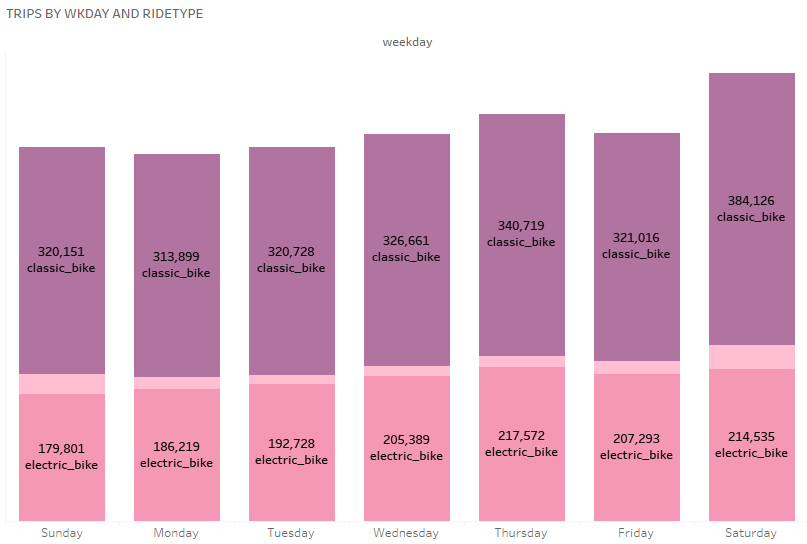 TRIPS BY WKDAY AND RIDETYPE
weekday
320,151
classic_bike
313,899
classic_bike
320,728
classic_bike
326,661
classic_bike
340,719
classic_bike
321,016
classic_bike
384,126
classic_bike
179,801
electric_bike
186,219
electric_bike
192,728
electric_bike
205,389
electric_bike
217,572
electric_bike
207,293
electric_bike
214,535
electric_bike
Sunday
Monday
Tuesday
Wednesday
Thursday
Friday
Saturday